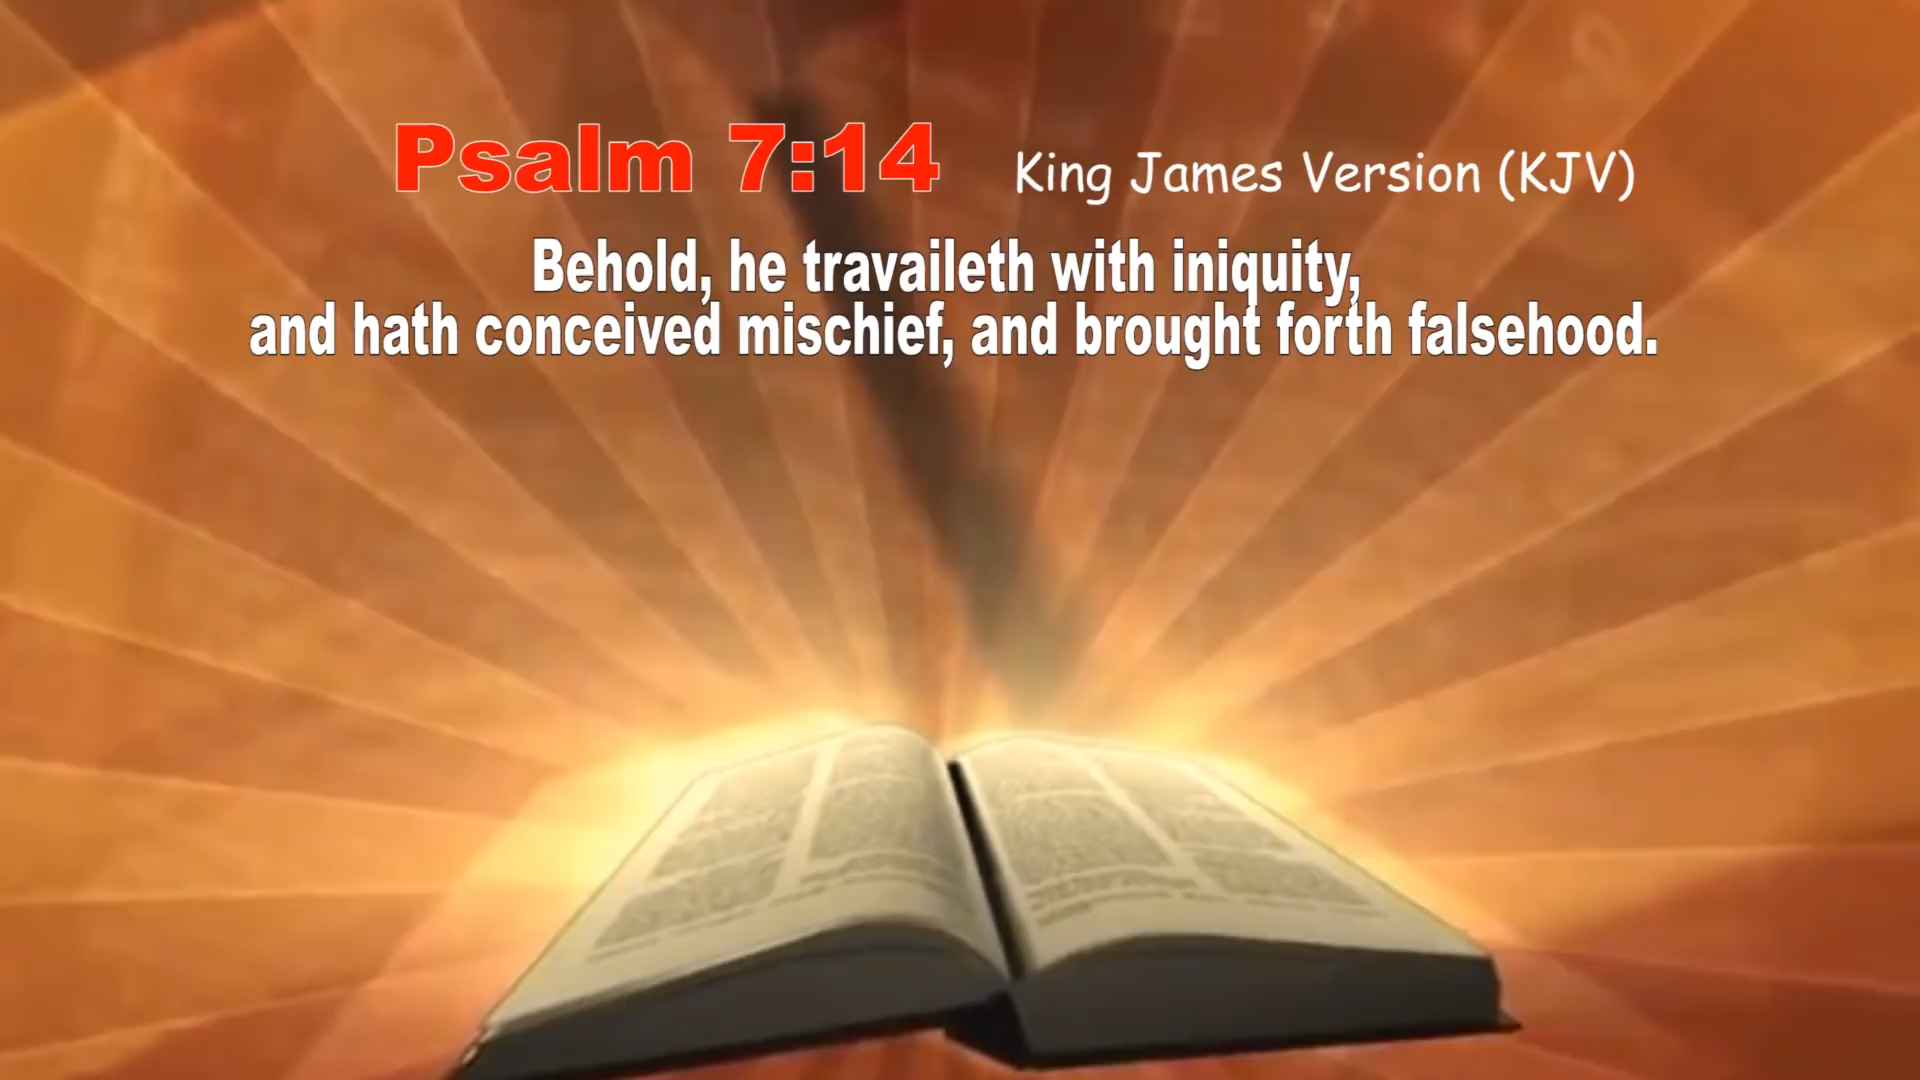 Psalm 7:14 King James Version (KJV)
Behold, he travaileth with iniquity,
and hath conceived mischief, and brought forth falsehood.